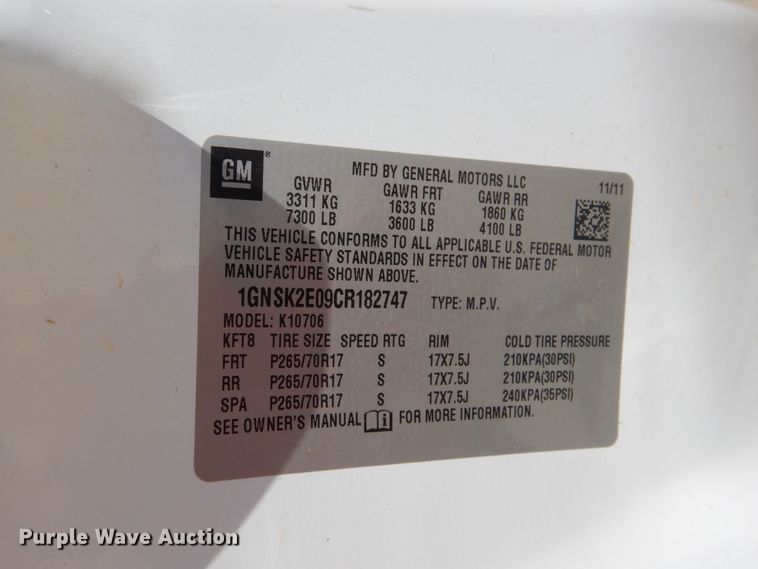 GM®
MFD BY GENERAL MOTORS LLC
GVWR GAWR FRT GAWR RR 11/11
3311 KG 1633 KG 1860 KG
7300 LB 3600 LB 4100 LB
THIS VEHICLE CONFORMS TO ALL APPLICABLE U.S. FEDERAL MOTOR
VEHICLE SAFETY STANDARDS IN EFFECT ON THE DATE OF
MANUFACTURE SHOWN ABOVE.
1GNSK2E09CR182747 TYPE: M.P.V.
MODEL: K10706
KFT8 TIRE SIZE SPEED RTG RIM COLD TIRE PRESSURE
FRT P265/70R17 S 17X7.5J 210KPA(30PSI)
RR P265/70R17 S 17X7.5J 210KPA(30PSI)
SPA P265/70R17 S 17X7.5J 240KPA(35PSI)
SEE OWNER'S MANUAL FOR MORE INFORMATION.
Purple Wave Auction